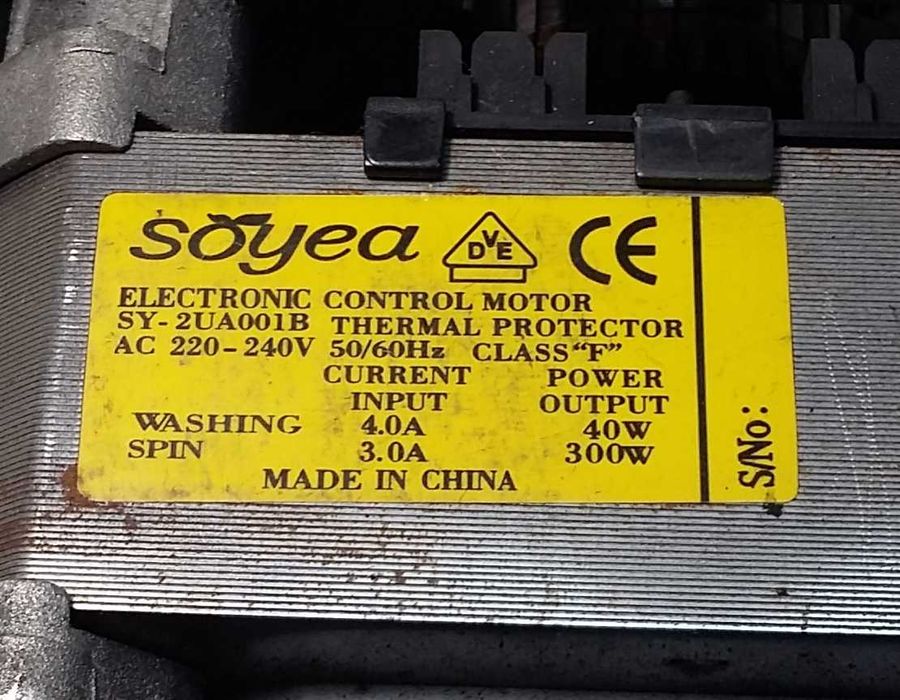 soyea DVE CE
ELECTRONIC CONTROL MOTOR
SY-2UA001B THERMAL PROTECTOR
AC 220-240V 50/60Hz CLASS "F"
CURRENT POWER
INPUT OUTPUT
WASHING 4.0A 40W
SPIN 3.0A 300W
MADE IN CHINA
S/No: